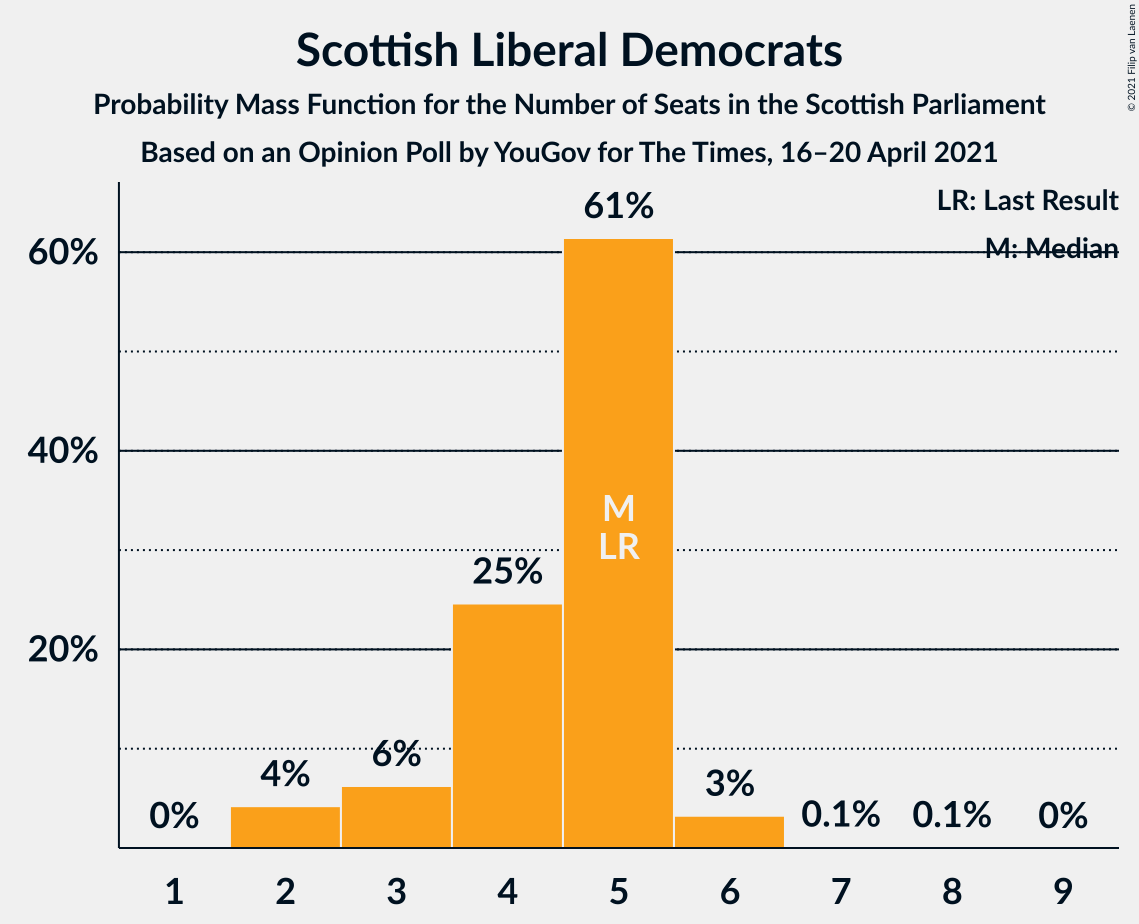 Scottish Liberal Democrats
Probability Mass Function for the Number of Seats in the Scottish Parliament
Based on an Opinion Poll by YouGov for The Times, 16–20 April 2021
© 2021 Filip van Laenen
LR: Last Result
M: Median
60%
40%
20%
0%
4%
6%
25%
61%
M
LR
3%
0.1%
0.1%
0%
1 2 3 4 5 6 7 8 9